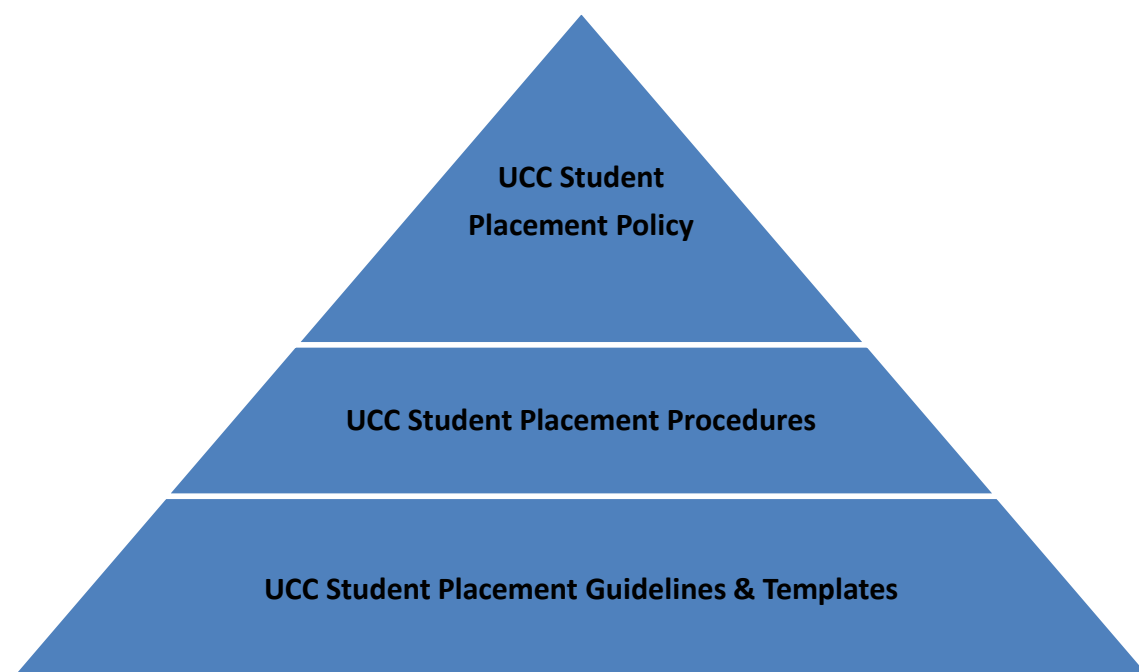 UCC Student
Placement Policy
UCC Student Placement Procedures
UCC Student Placement Guidelines & Templates